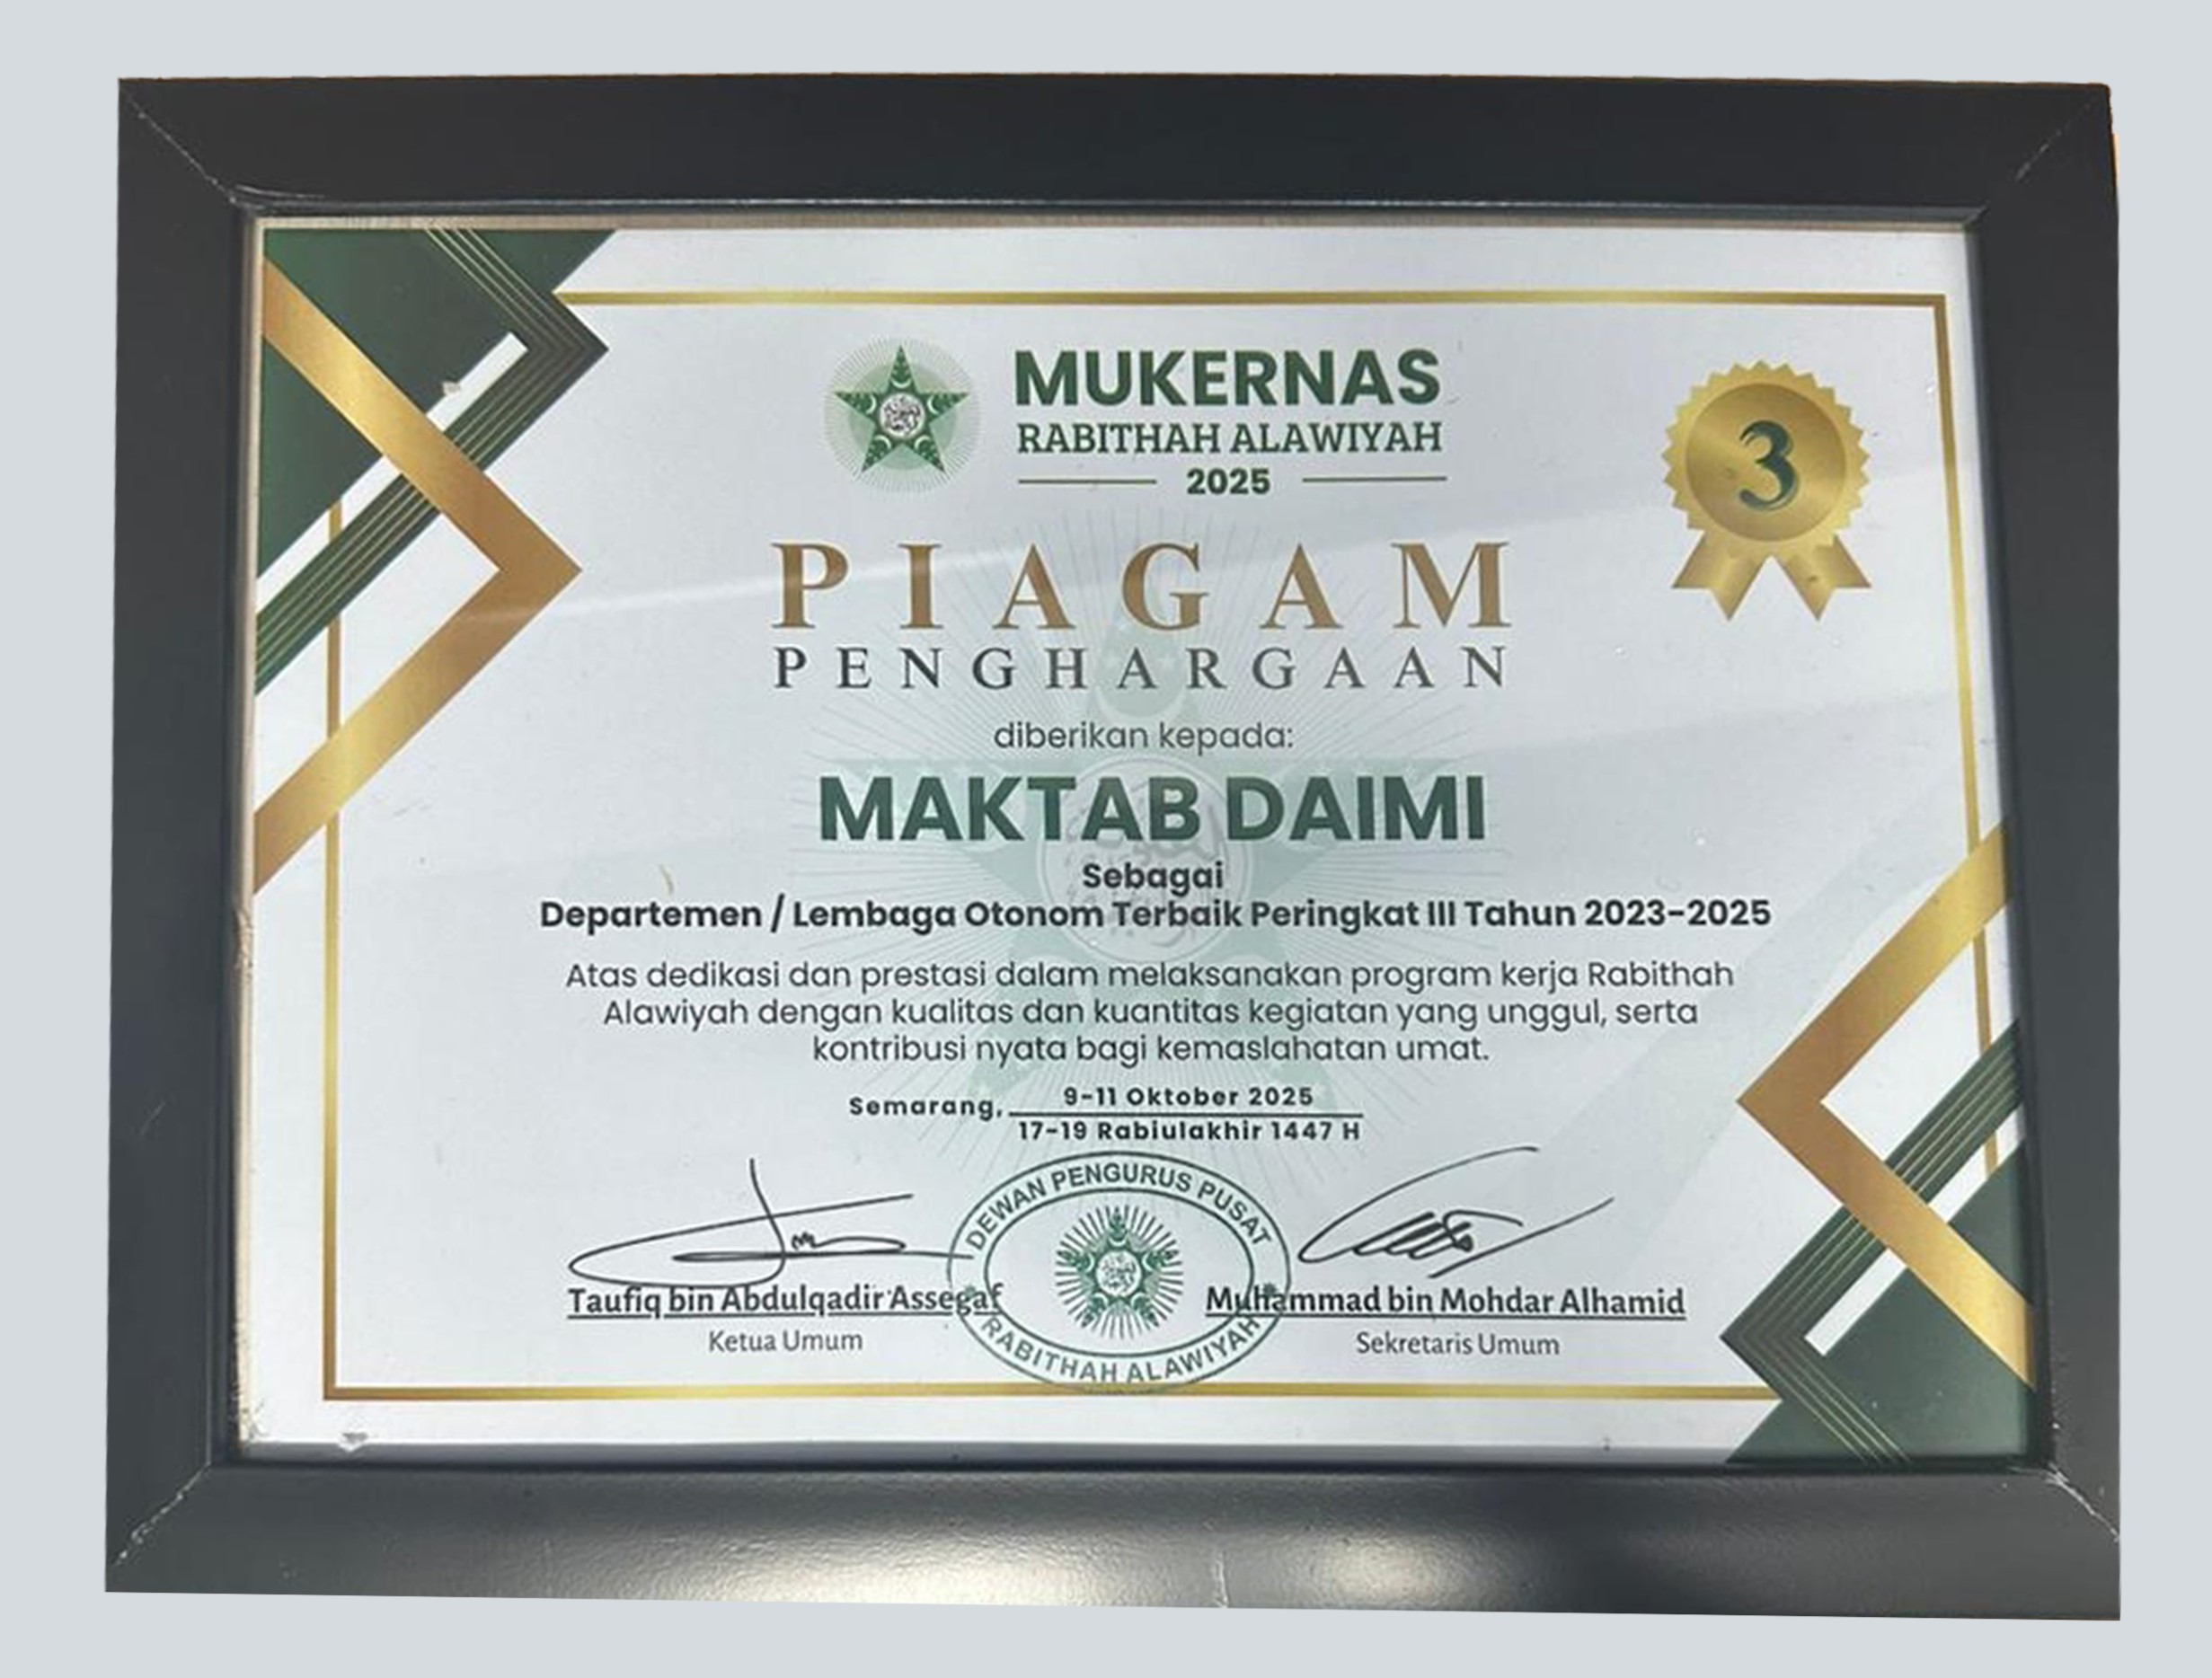 MUKERNAS
RABITHAH ALAWIYAH
2025
3
PIAGAM
PENGHARGAAN
diberikan kepada:
MAKTAB DAIMI
Sebagai
Departemen / Lembaga Otonom Terbaik Peringkat III Tahun 2023-2025
Atas dedikasi dan prestasi dalam melaksanakan program kerja Rabithah
Alawiyah dengan kualitas dan kuantitas kegiatan yang unggul, serta
kontribusi nyata bagi kemaslahatan umat.
Semarang, 9-11 Oktober 2025
17-19 Rabiulakhir 1447 H
DEWAN PENGURUS PUSAT
RABITHAH ALAWIYAH
Taufiq bin Abdulqadir Assegaf
Ketua Umum
Muhammad bin Mohdar Alhamid
Sekretaris Umum